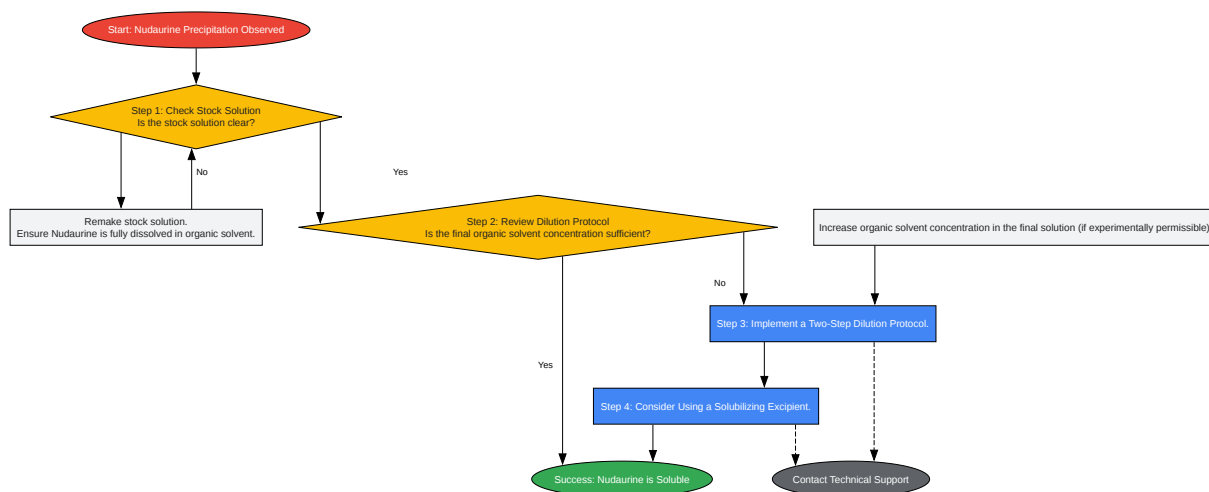 Start: Nudaurine Precipitation Observed
Step 1: Check Stock Solution
Is the stock solution clear?
No
Yes
Remake stock solution.
Ensure Nudaurine is fully dissolved in organic solvent.
Step 2: Review Dilution Protocol
Is the final organic solvent concentration sufficient?
Increase organic solvent concentration in the final solution (if experimentally permissible)
No
Step 3: Implement a Two-Step Dilution Protocol.
Yes
Step 4: Consider Using a Solubilizing Excipient.
Success: Nudaurine is Soluble
Contact Technical Support